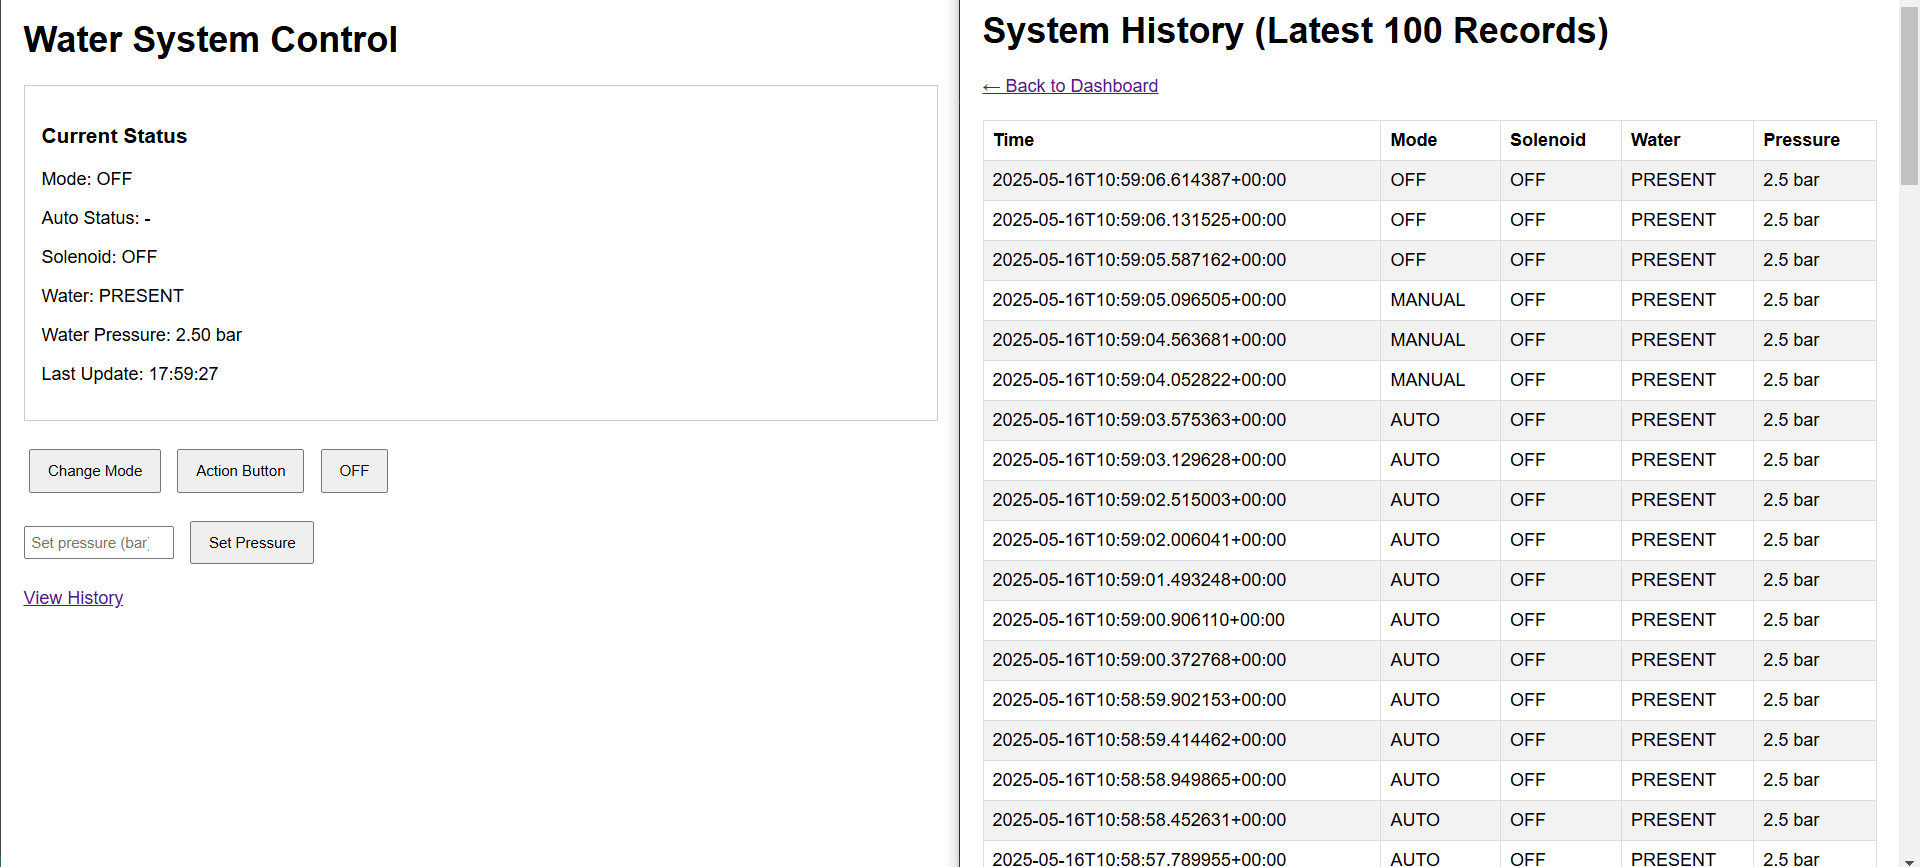 Water System Control
Current Status
Mode: OFF
Auto Status: -
Solenoid: OFF
Water: PRESENT
Water Pressure: 2.50 bar
Last Update: 17:59:27
Change Mode Action Button OFF
Set pressure (bar) Set Pressure
View History
System History (Latest 100 Records)
← Back to Dashboard
Time Mode Solenoid Water Pressure
2025-05-16T10:59:06.614387+00:00 OFF OFF PRESENT 2.5 bar
2025-05-16T10:59:06.131525+00:00 OFF OFF PRESENT 2.5 bar
2025-05-16T10:59:05.587162+00:00 OFF OFF PRESENT 2.5 bar
2025-05-16T10:59:05.096505+00:00 MANUAL OFF PRESENT 2.5 bar
2025-05-16T10:59:04.563681+00:00 MANUAL OFF PRESENT 2.5 bar
2025-05-16T10:59:04.052822+00:00 MANUAL OFF PRESENT 2.5 bar
2025-05-16T10:59:03.575363+00:00 AUTO OFF PRESENT 2.5 bar
2025-05-16T10:59:03.129628+00:00 AUTO OFF PRESENT 2.5 bar
2025-05-16T10:59:02.515003+00:00 AUTO OFF PRESENT 2.5 bar
2025-05-16T10:59:02.006041+00:00 AUTO OFF PRESENT 2.5 bar
2025-05-16T10:59:01.493248+00:00 AUTO OFF PRESENT 2.5 bar
2025-05-16T10:59:00.906110+00:00 AUTO OFF PRESENT 2.5 bar
2025-05-16T10:59:00.372768+00:00 AUTO OFF PRESENT 2.5 bar
2025-05-16T10:58:59.902153+00:00 AUTO OFF PRESENT 2.5 bar
2025-05-16T10:58:59.414462+00:00 AUTO OFF PRESENT 2.5 bar
2025-05-16T10:58:58.949865+00:00 AUTO OFF PRESENT 2.5 bar
2025-05-16T10:58:58.452631+00:00 AUTO OFF PRESENT 2.5 bar
2025-05-16T10:58:57.789955+00:00 AUTO OFF PRESENT 2.5 bar